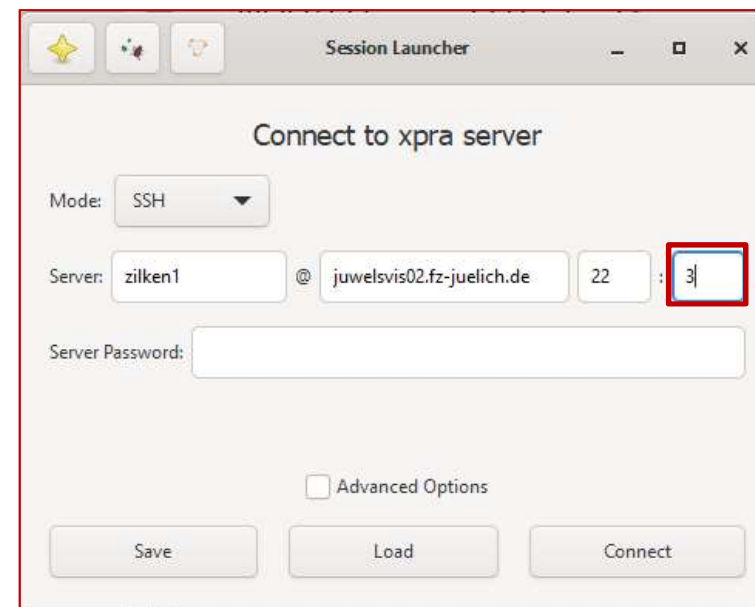 Session Launcher
Connect to xpra server
Mode: SSH
Server: zilken1 @ juwelsvis02.fz-juelich.de 22 : 3
Server Password:
Advanced Options
Save Load Connect